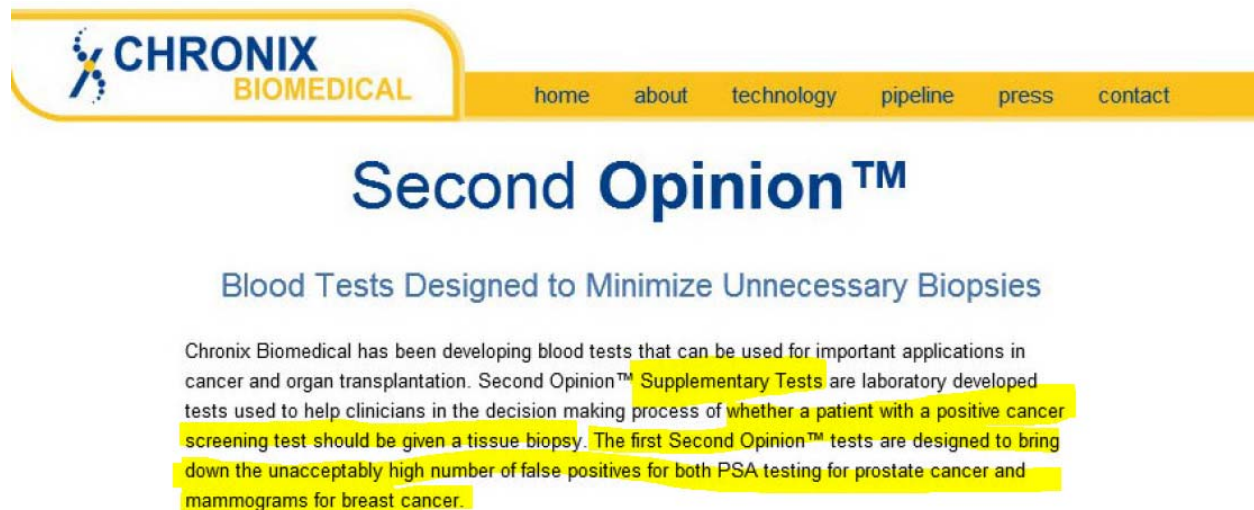 CHRONIX
BIOMEDICAL
home about technology pipeline press contact
Second Opinion™
Blood Tests Designed to Minimize Unnecessary Biopsies
Chronix Biomedical has been developing blood tests that can be used for important applications in
cancer and organ transplantation. Second Opinion™ Supplementary Tests are laboratory developed
tests used to help clinicians in the decision making process of whether a patient with a positive cancer
screening test should be given a tissue biopsy. The first Second Opinion™ tests are designed to bring
down the unacceptably high number of false positives for both PSA testing for prostate cancer and
mammograms for breast cancer.